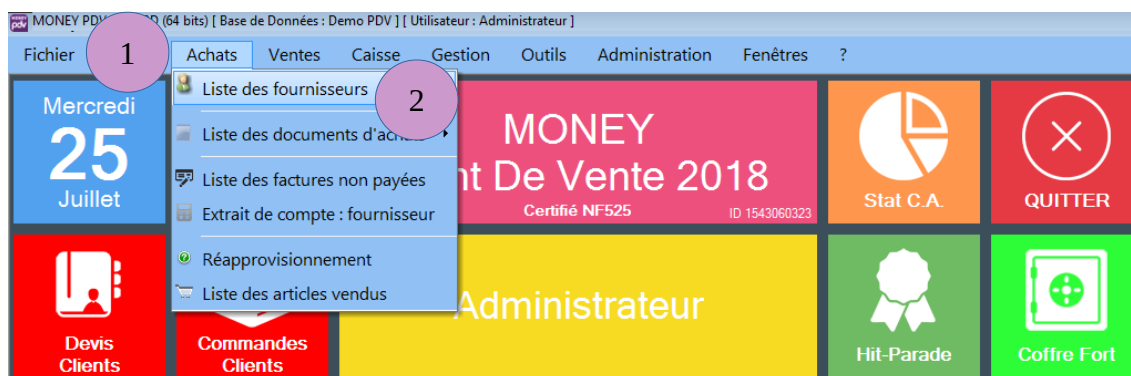 MONEY PDV (64 bits) [ Base de Données : Demo PDV ] [ Utilisateur : Administrateur ]
Fichier 1 Achats Ventes Caisse Gestion Outils Administration Fenêtres ?
Liste des fournisseurs 2
Liste des documents d'achats
Liste des factures non payées
Extrait de compte : fournisseur
Réapprovisionnement
Liste des articles vendus
Mercredi
25
Juillet
MONEY
De Vente 2018
Certifié NF525 ID 1543060323
Stat C.A.
QUITTER
Devis
Clients
Commandes
Clients
Administrateur
Hit-Parade
Coffre Fort